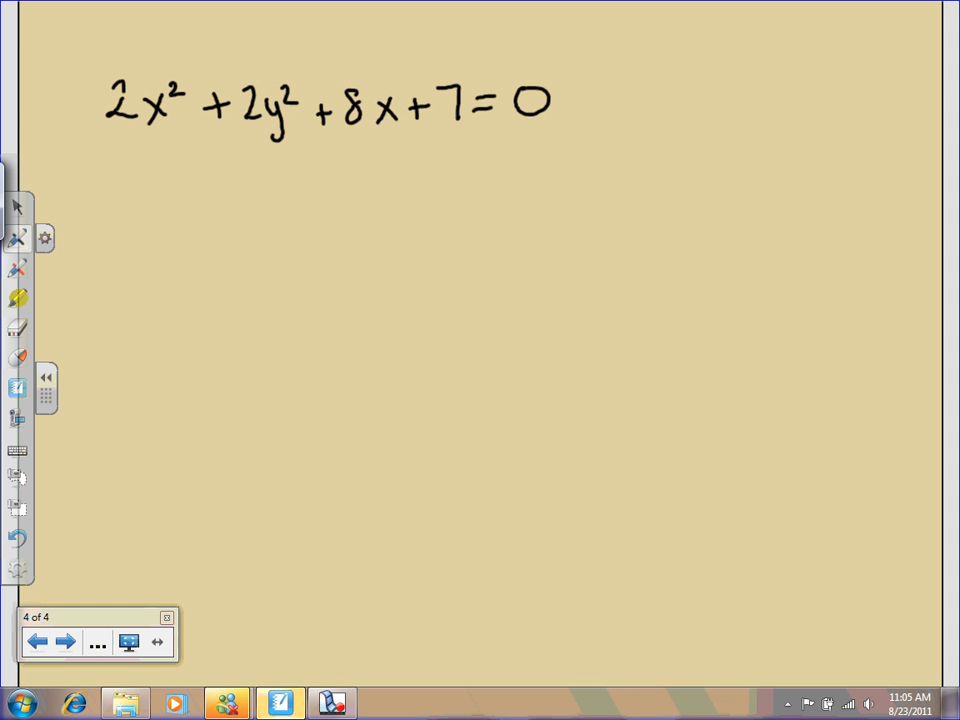 2x² + 2y² + 8x + 7 = 0
4 of 4
...
11:05 AM
8/23/2011